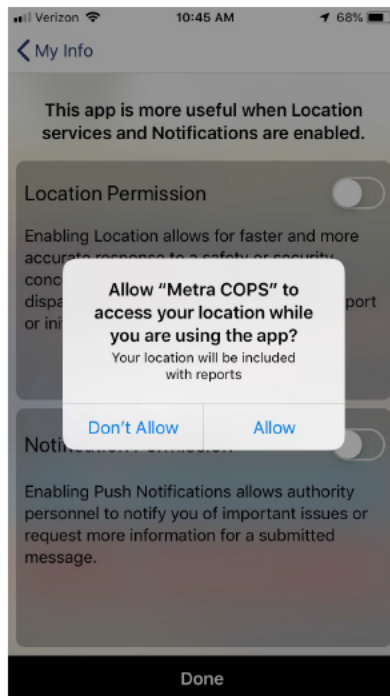 Verizon 10:45 AM 68%
My Info
This app is more useful when Location
services and Notifications are enabled.
Location Permission
Enabling Location allows for faster and more
accurate response to a safety or security
conc
dispa port
or ini
Allow “Metra COPS” to
access your location while
you are using the app?
Your location will be included
with reports
Don’t Allow Allow
Notification Permission
Enabling Push Notifications allows authority
personnel to notify you of important issues or
request more information for a submitted
message.
Done